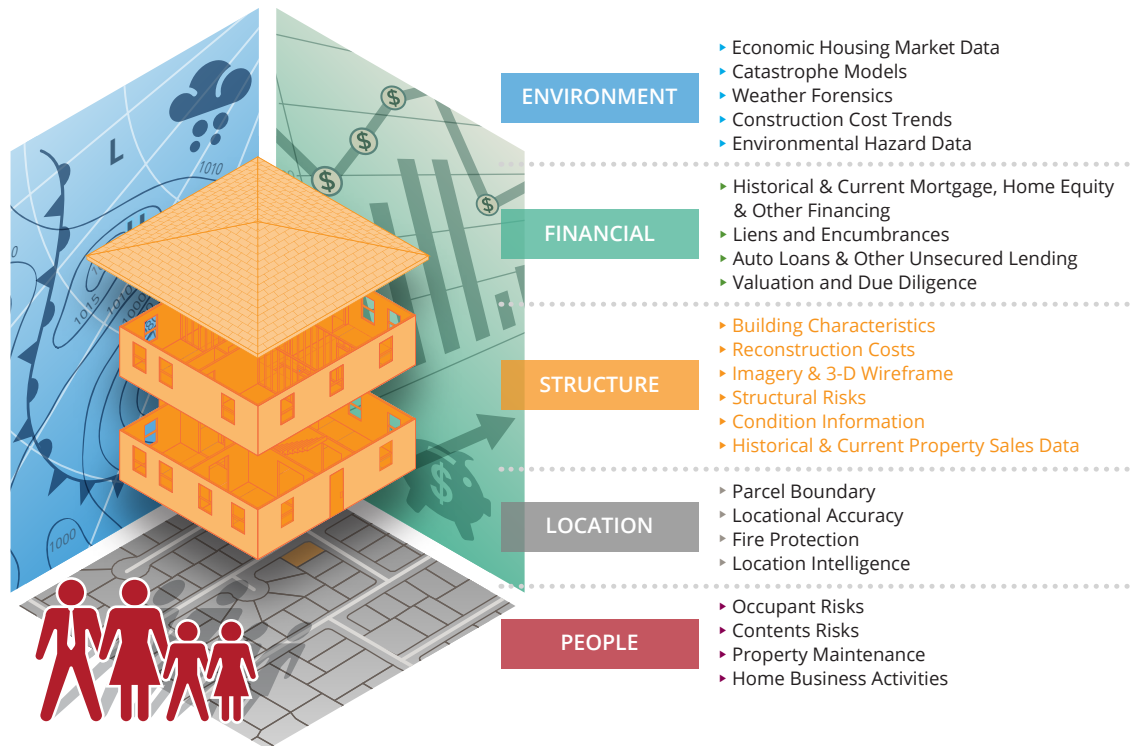 ENVIRONMENT
Economic Housing Market Data
Catastrophe Models
Weather Forensics
Construction Cost Trends
Environmental Hazard Data
FINANCIAL
Historical & Current Mortgage, Home Equity
& Other Financing
Liens and Encumbrances
Auto Loans & Other Unsecured Lending
Valuation and Due Diligence
STRUCTURE
Building Characteristics
Reconstruction Costs
Imagery & 3-D Wireframe
Structural Risks
Condition Information
Historical & Current Property Sales Data
LOCATION
Parcel Boundary
Locational Accuracy
Fire Protection
Location Intelligence
PEOPLE
Occupant Risks
Contents Risks
Property Maintenance
Home Business Activities
L
1010
1015
1010
1000
1000
$
$
$
$
$